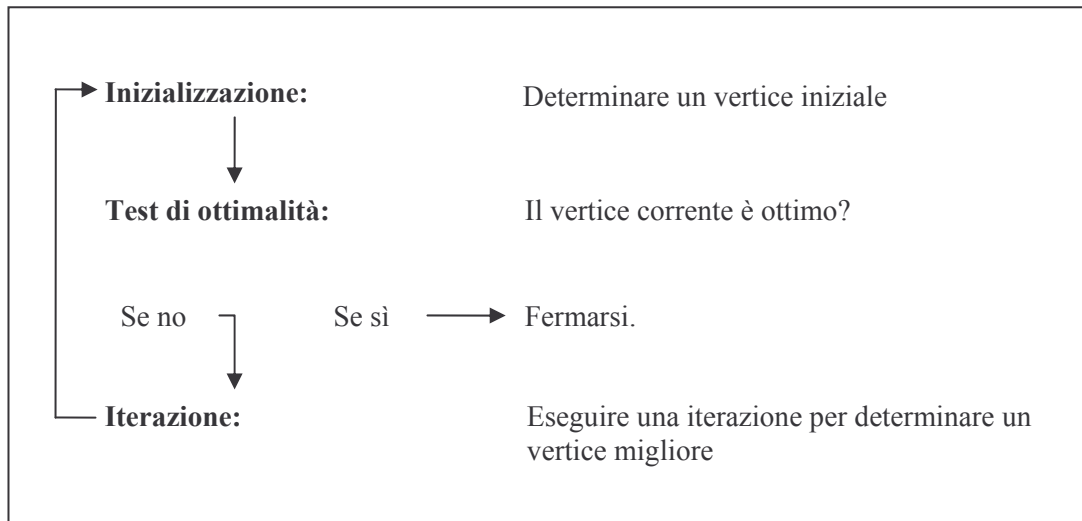 Inizializzazione: Determinare un vertice iniziale
Test di ottimalità: Il vertice corrente è ottimo?
Se no Se sì Fermarsi.
Iterazione: Eseguire una iterazione per determinare un
vertice migliore